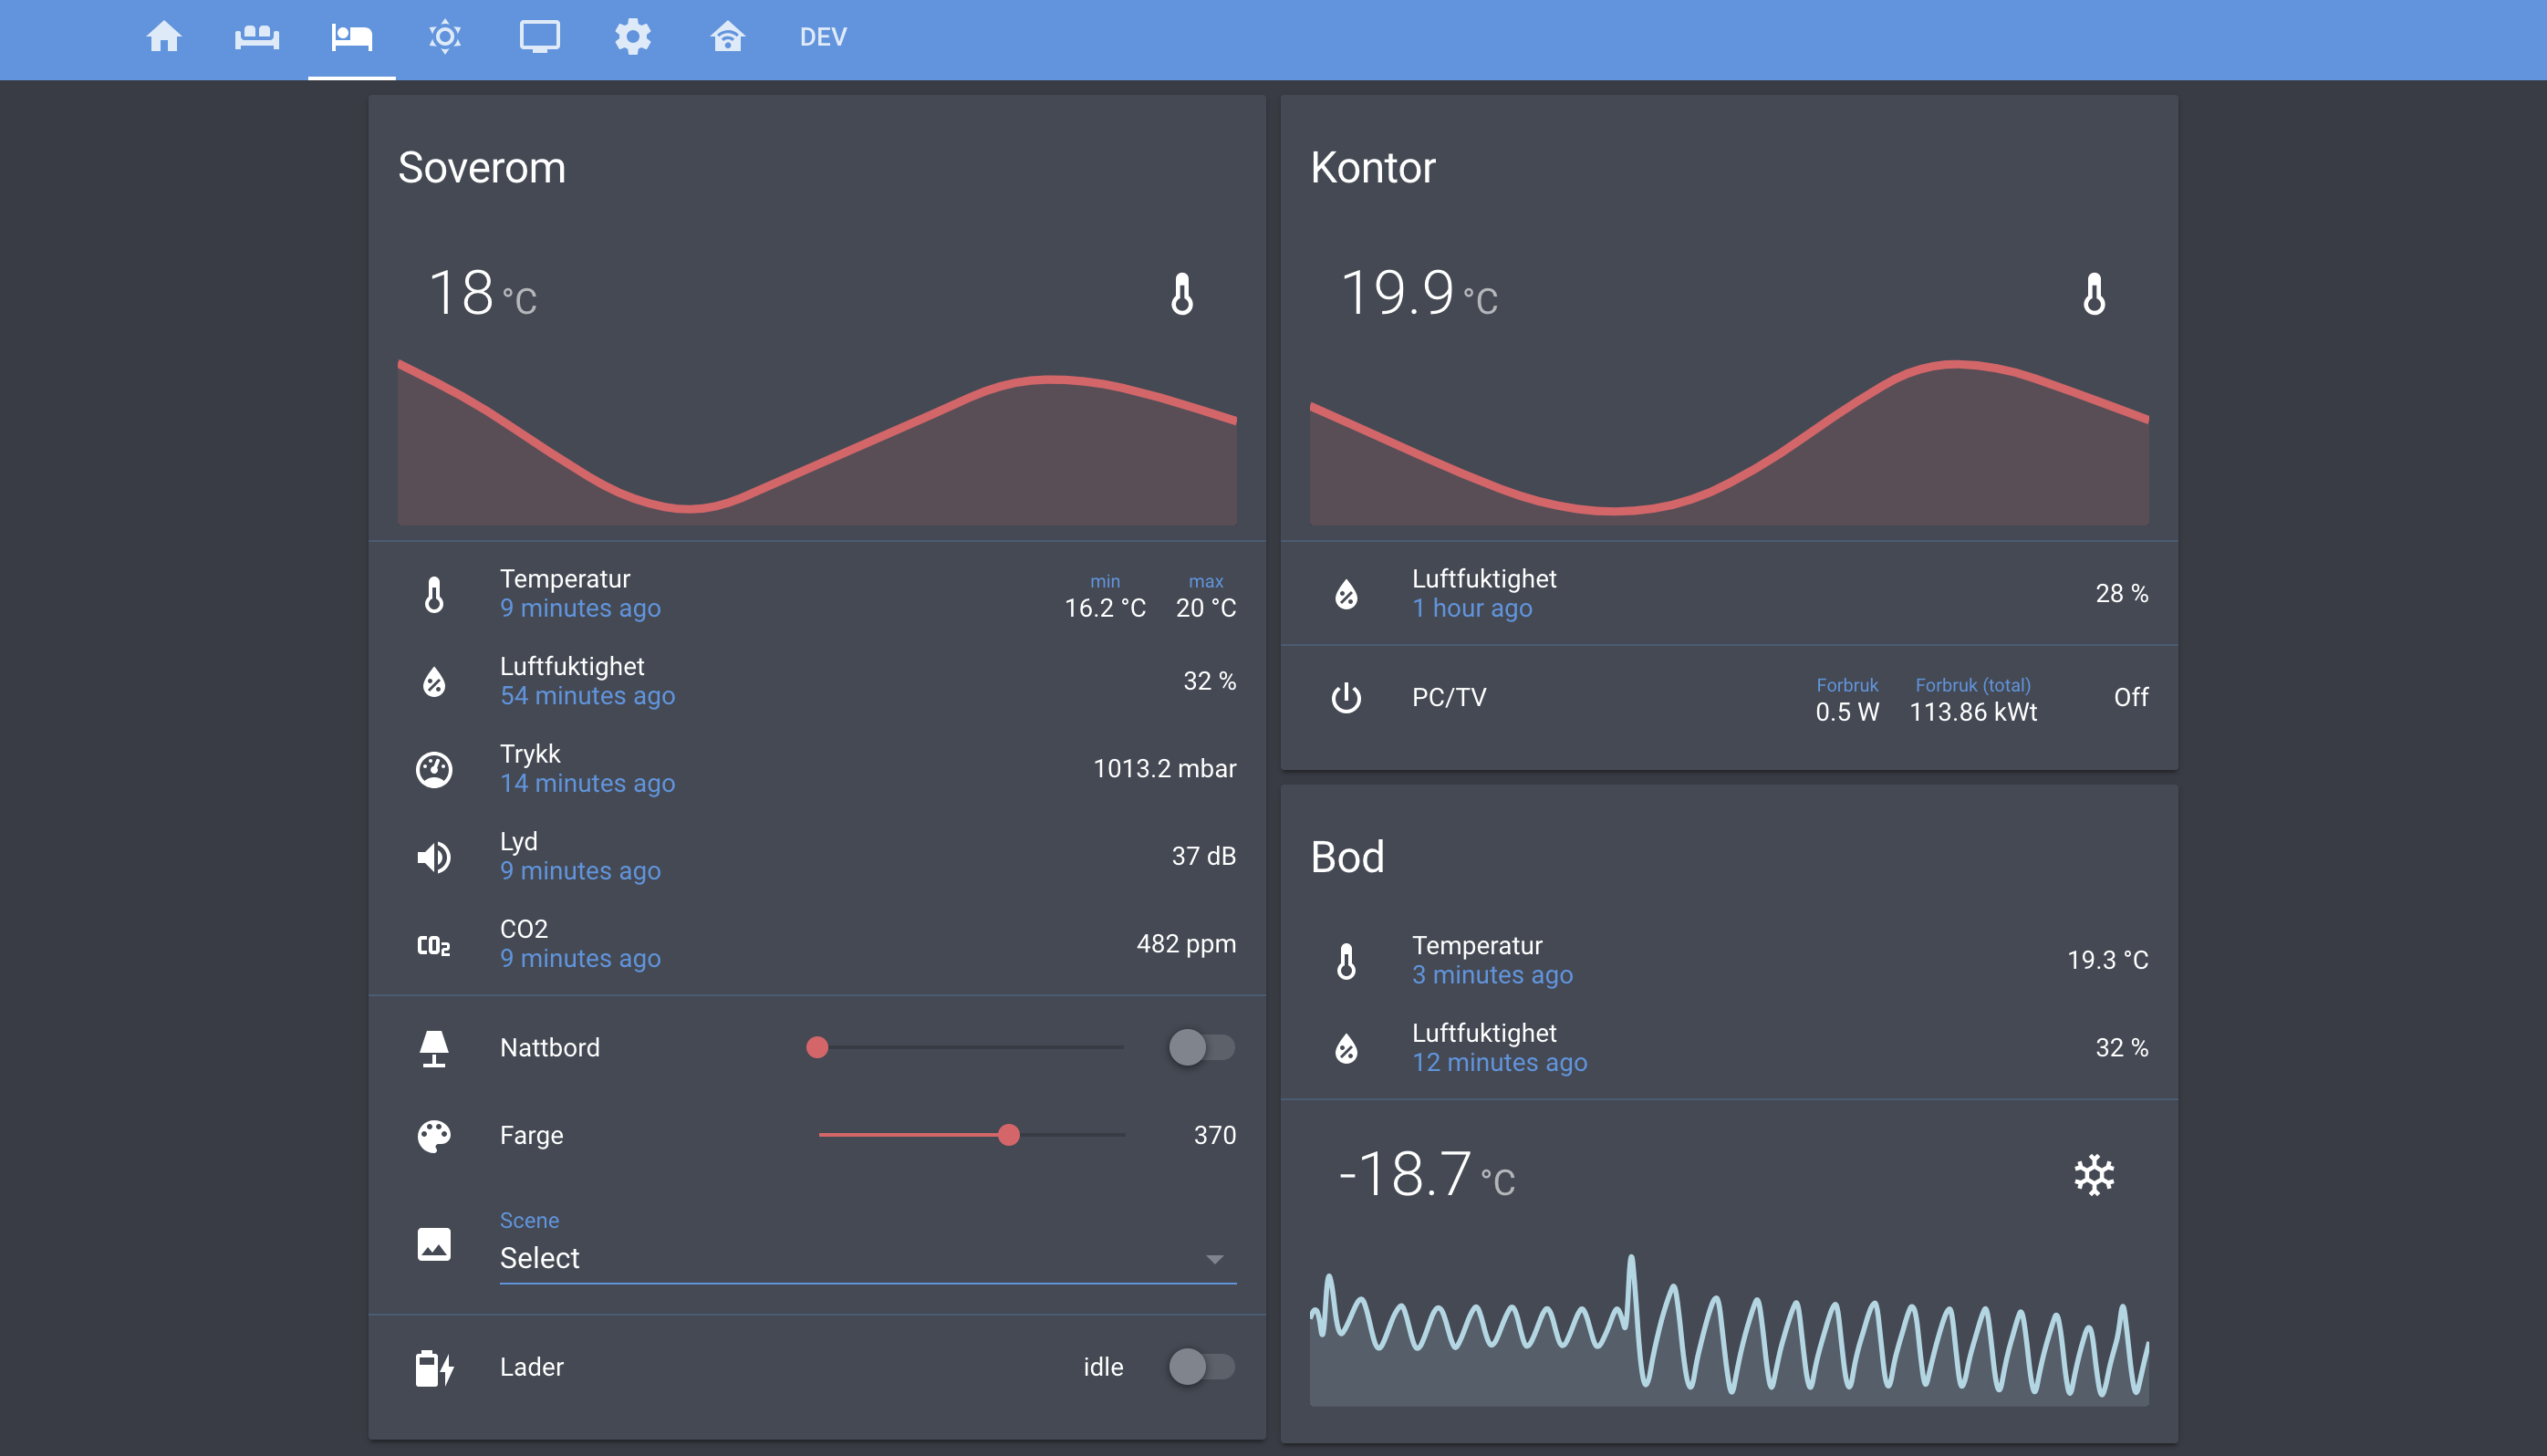 DEV
Soverom
18 °C
Temperatur
9 minutes ago
min max
16.2 °C 20 °C
Luftfuktighet
54 minutes ago
32 %
Trykk
14 minutes ago
1013.2 mbar
Lyd
9 minutes ago
37 dB
CO2
CO2
9 minutes ago
482 ppm
Nattbord
Farge
370
Scene
Select
Lader
idle
Kontor
19.9 °C
Luftfuktighet
1 hour ago
28 %
PC/TV
Forbruk Forbruk (total)
0.5 W 113.86 kWt
Off
Bod
Temperatur
3 minutes ago
19.3 °C
Luftfuktighet
12 minutes ago
32 %
-18.7 °C